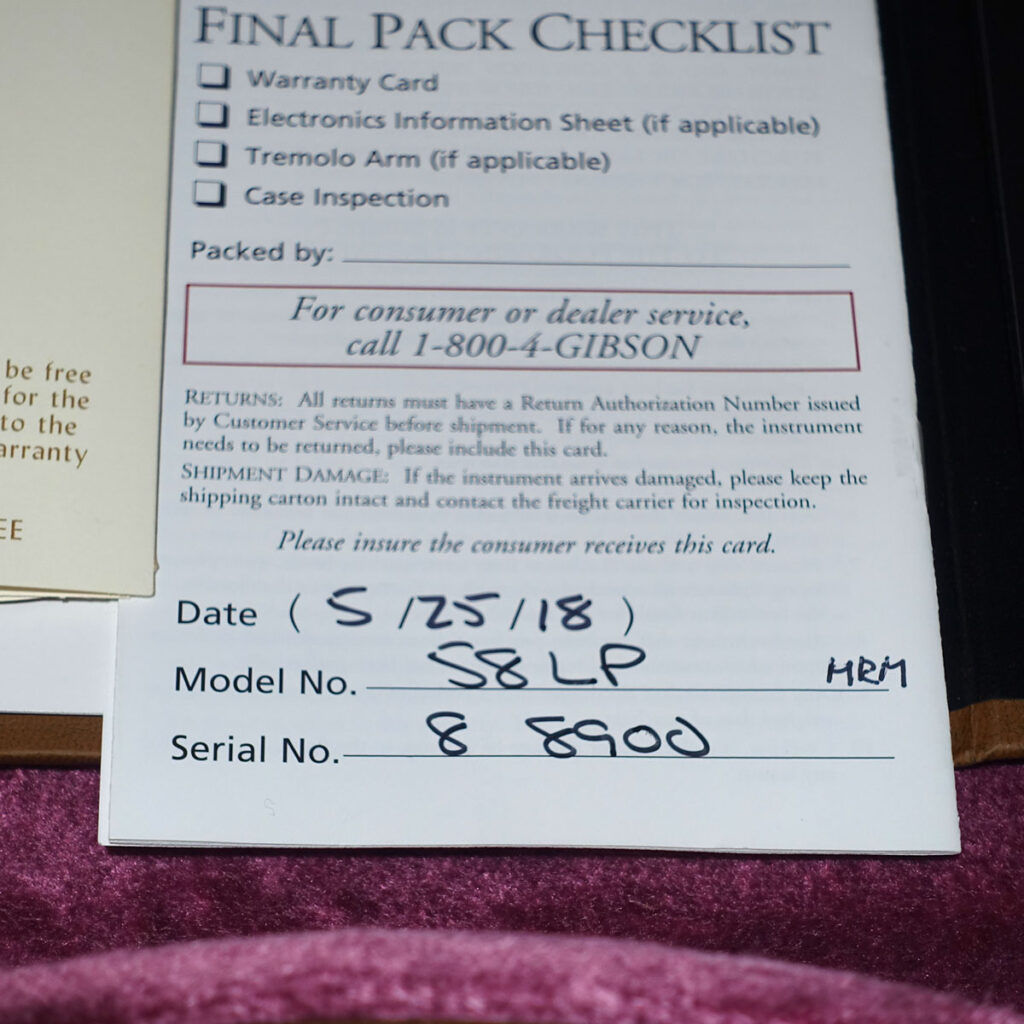 FINAL PACK CHECKLIST
Warranty Card
Electronics Information Sheet (if applicable)
Tremolo Arm (if applicable)
Case Inspection
Packed by:
For consumer or dealer service,
call 1-800-4-GIBSON
be free
for the
to the
arranty
EE
RETURNS: All returns must have a Return Authorization Number issued
by Customer Service before shipment. If for any reason, the instrument
needs to be returned, please include this card.
SHIPMENT DAMAGE: If the instrument arrives damaged, please keep the
shipping carton intact and contact the freight carrier for inspection.
Please insure the consumer receives this card.
Date (5/25/18)
Model No. 58 LP MRM
Serial No. 8 8900